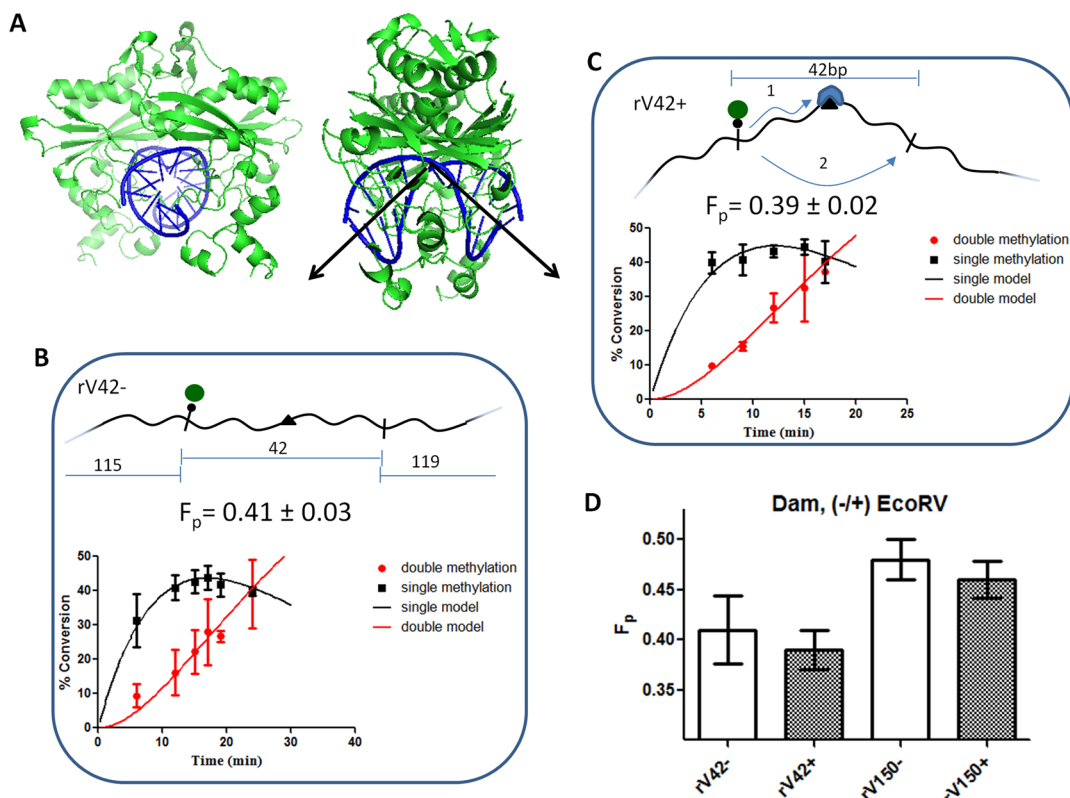 A
B
rV42-
115
42
119
Fp= 0.41 ± 0.03
50
40
30
20
10
0
% Conversion
0
10
20
30
40
Time (min)
double methylation
single methylation
single model
double model
C
42bp
rV42+
1
2
Fp= 0.39 ± 0.02
50
40
30
20
10
0
% Conversion
0
5
10
15
20
25
Time (min)
double methylation
single methylation
single model
double model
D
Dam, (-/+) EcoRV
0.50
0.45
0.40
0.35
Fp
rV42-
rV42+
rV150-
rV150+